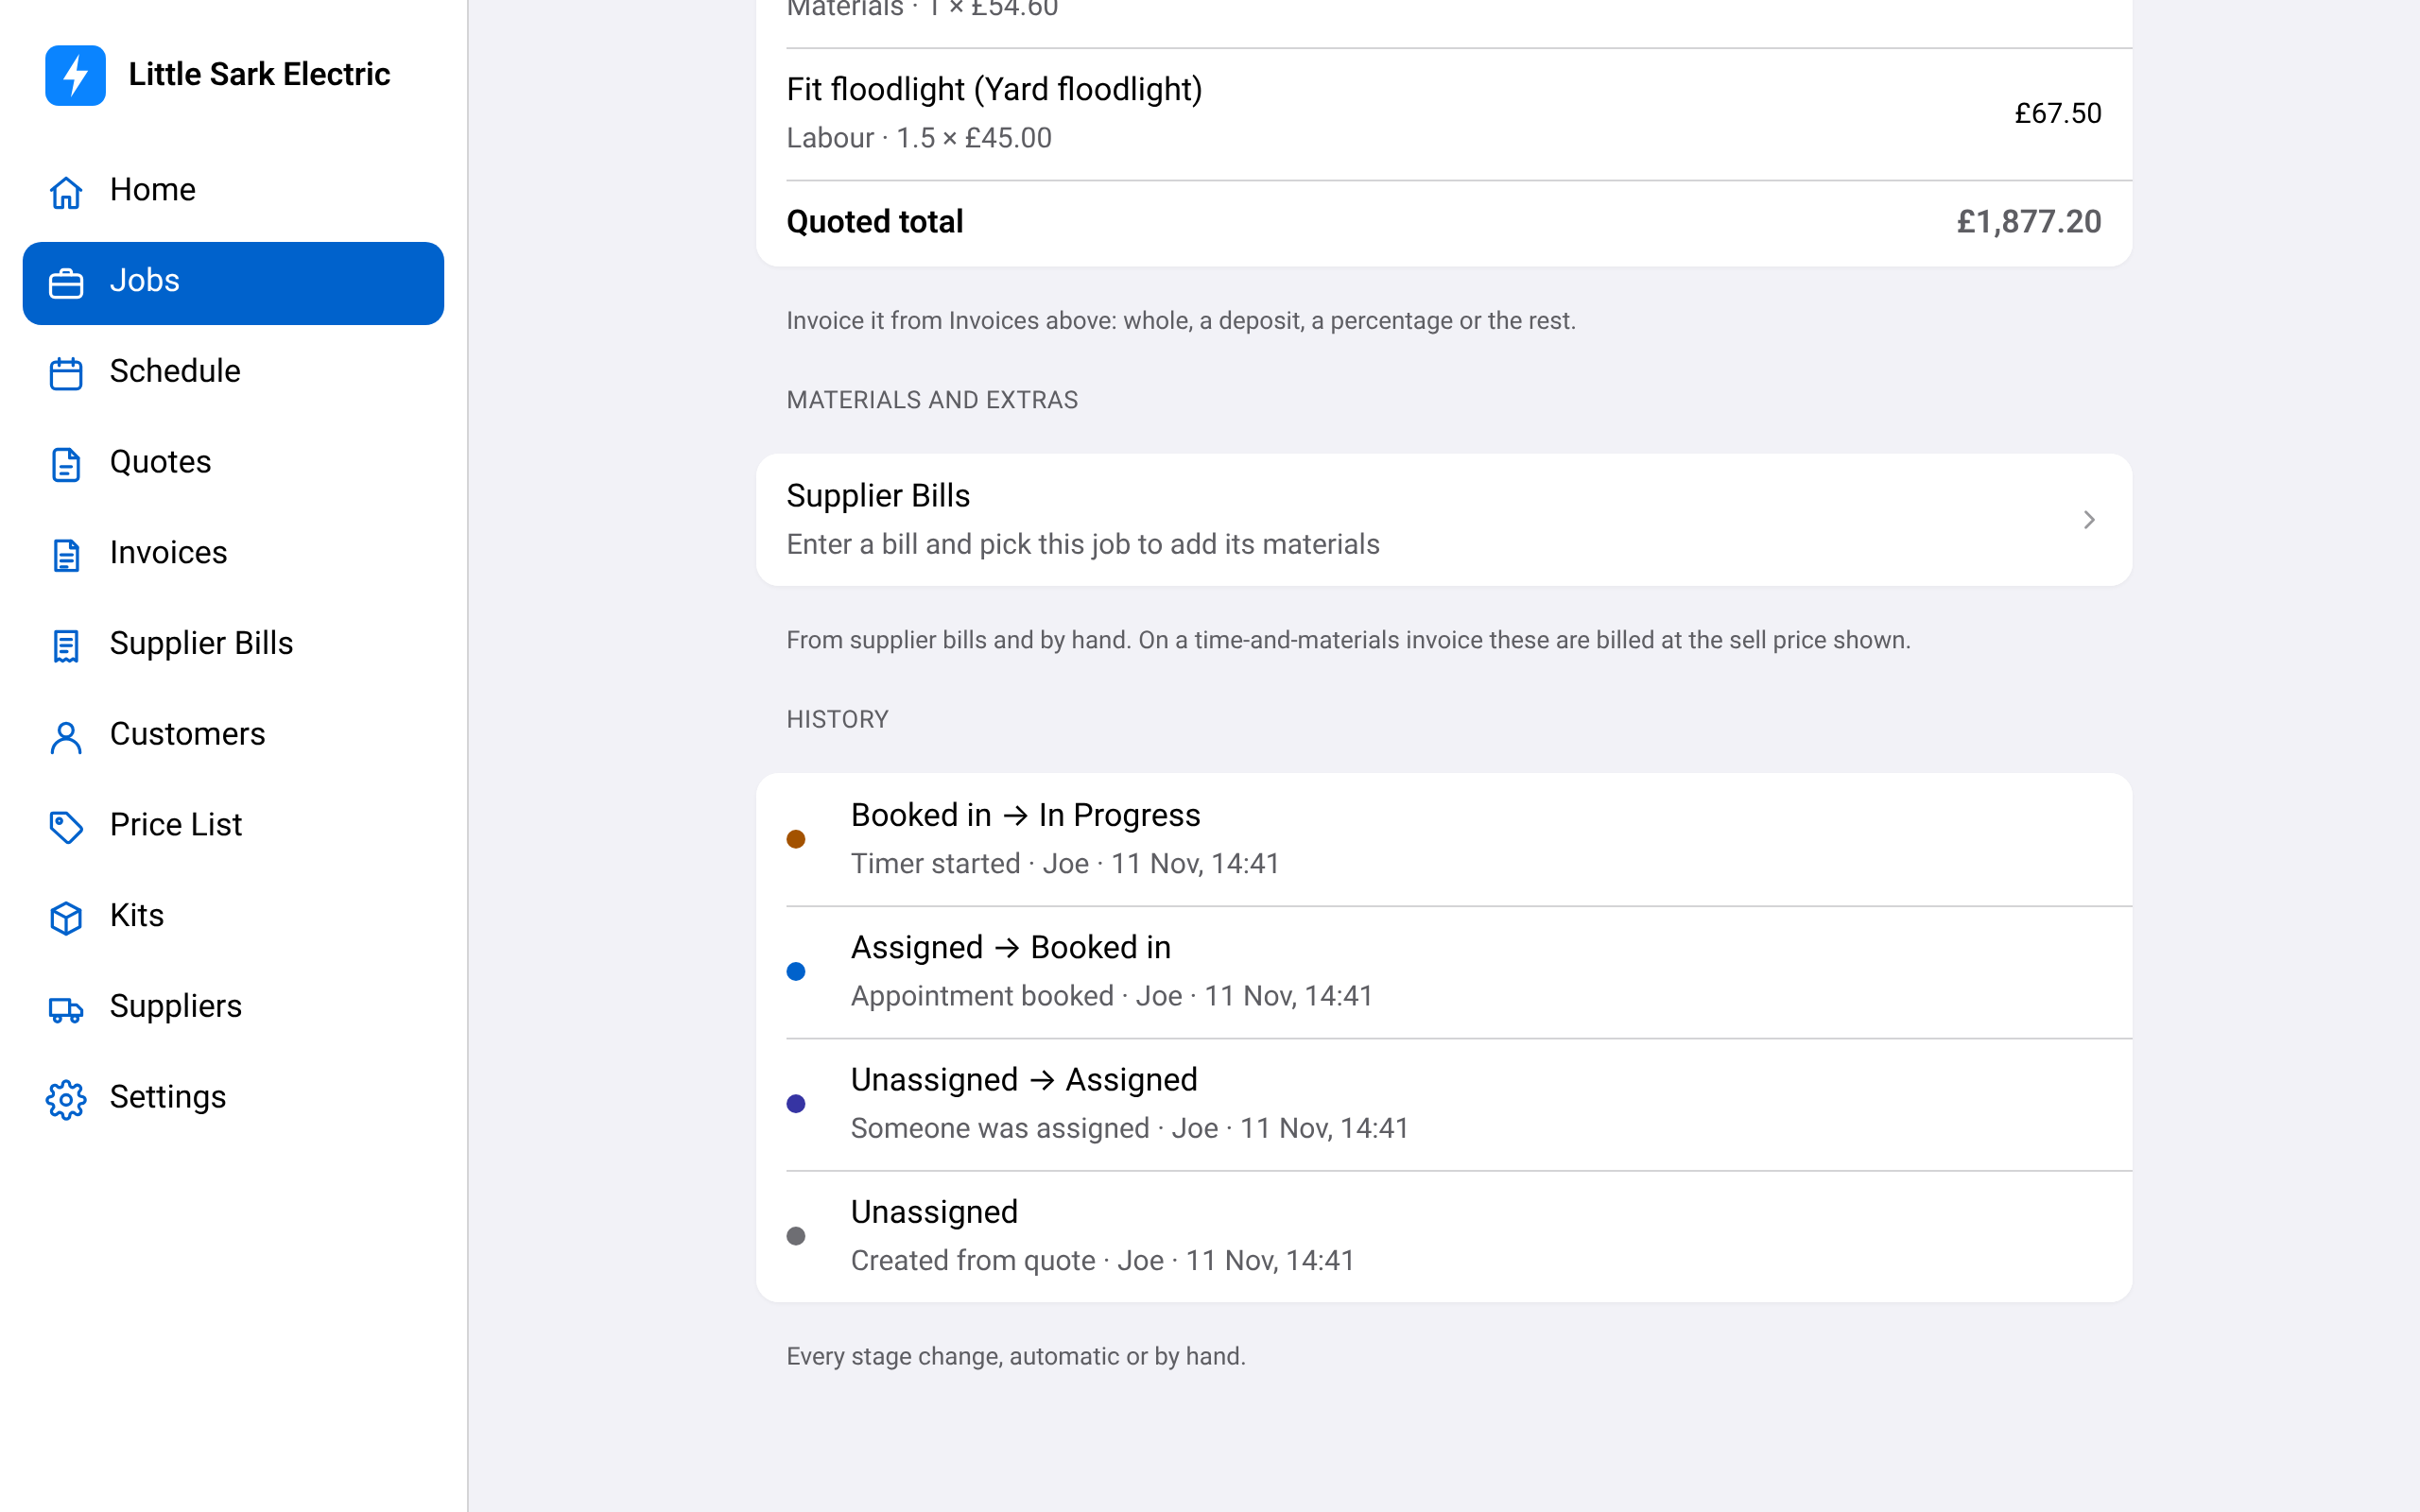 Little Sark Electric
Home
Jobs
Schedule
Quotes
Invoices
Supplier Bills
Customers
Price List
Kits
Suppliers
Settings
Materials · 1 × £54.60
Fit floodlight (Yard floodlight)
Labour · 1.5 × £45.00
£67.50
Quoted total
£1,877.20
Invoice it from Invoices above: whole, a deposit, a percentage or the rest.
MATERIALS AND EXTRAS
Supplier Bills
Enter a bill and pick this job to add its materials
From supplier bills and by hand. On a time-and-materials invoice these are billed at the sell price shown.
HISTORY
Booked in → In Progress
Timer started · Joe · 11 Nov, 14:41
Assigned → Booked in
Appointment booked · Joe · 11 Nov, 14:41
Unassigned → Assigned
Someone was assigned · Joe · 11 Nov, 14:41
Unassigned
Created from quote · Joe · 11 Nov, 14:41
Every stage change, automatic or by hand.